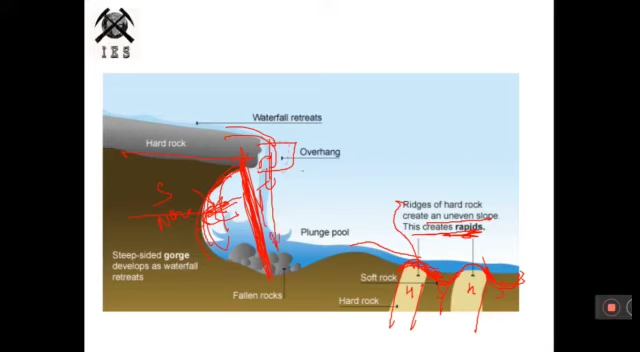 IES
Waterfall retreats
Hard rock
Overhang
Ridges of hard rock
create an uneven slope.
This creates rapids.
S
Plunge pool
Steep-sided gorge
develops as waterfall
retreats
Soft rock
H
h
Fallen rocks
Hard rock